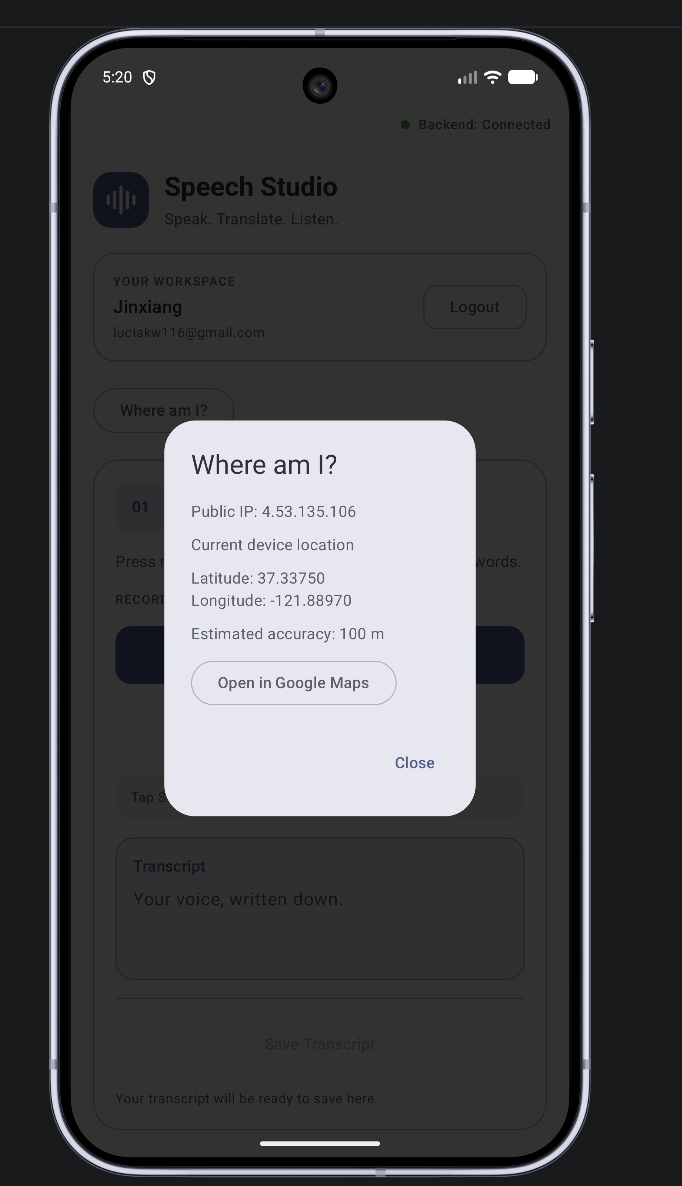 5:20
Backend: Connected
Speech Studio
Speak. Translate. Listen.
YOUR WORKSPACE
Jinxiang
luciakw116@gmail.com
Logout
Where am I?
Where am I?
Public IP: 4.53.135.106
Current device location
Latitude: 37.33750
Longitude: -121.88970
Estimated accuracy: 100 m
Open in Google Maps
Close
01
Press words.
Tap
Transcript
Your voice, written down.
Save Transcript
Your transcript will be ready to save here.